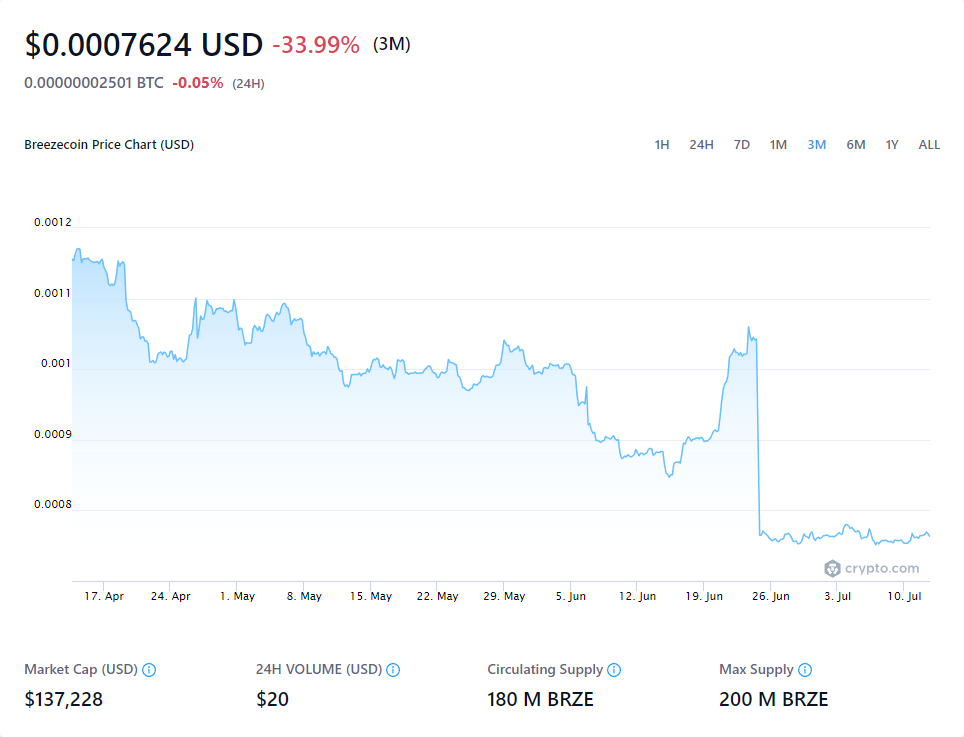 $0.0007624 USD -33.99% (3M)
0.00000002501 BTC -0.05% (24H)
Breezecoin Price Chart (USD) 1H 24H 7D 1M 3M 6M 1Y ALL
0.0012
0.0011
0.001
0.0009
0.0008
crypto.com
17. Apr 24. Apr 1. May 8. May 15. May 22. May 29. May 5. Jun 12. Jun 19. Jun 26. Jun 3. Jul 10. Jul
Market Cap (USD) 24H VOLUME (USD) Circulating Supply Max Supply
$137,228 $20 180 M BRZE 200 M BRZE